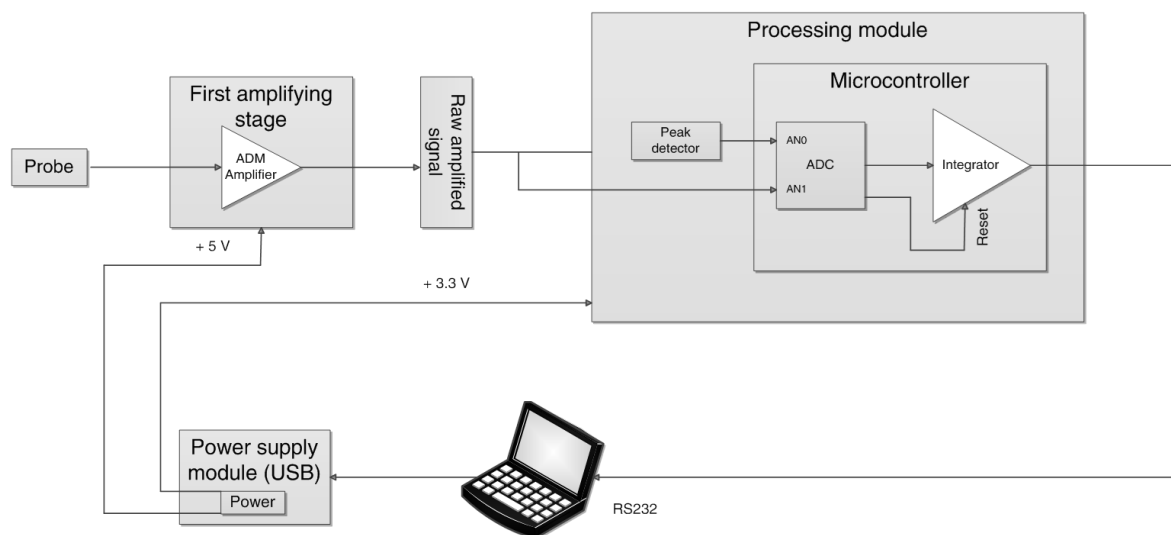 Processing module
Microcontroller
First amplifying
stage
ADM
Amplifier
Probe
Raw amplified
signal
Peak
detector
AN0
ADC
AN1
Integrator
Reset
+ 5 V
+ 3.3 V
Power supply
module (USB)
Power
RS232